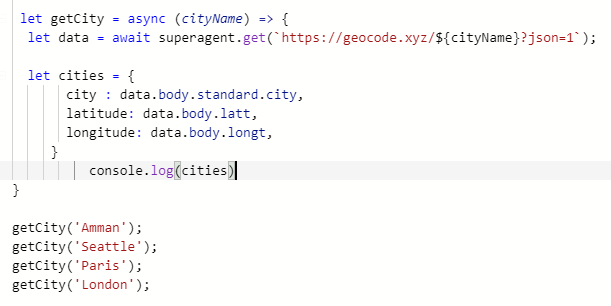 let getCity = async (cityName) => {
let data = await superagent.get(`https://geocode.xyz/${cityName}?json=1`);
let cities = {
city : data.body.standard.city,
latitude: data.body.latt,
longitude: data.body.longt,
}
console.log(cities)
}
getCity('Amman');
getCity('Seattle');
getCity('Paris');
getCity('London');